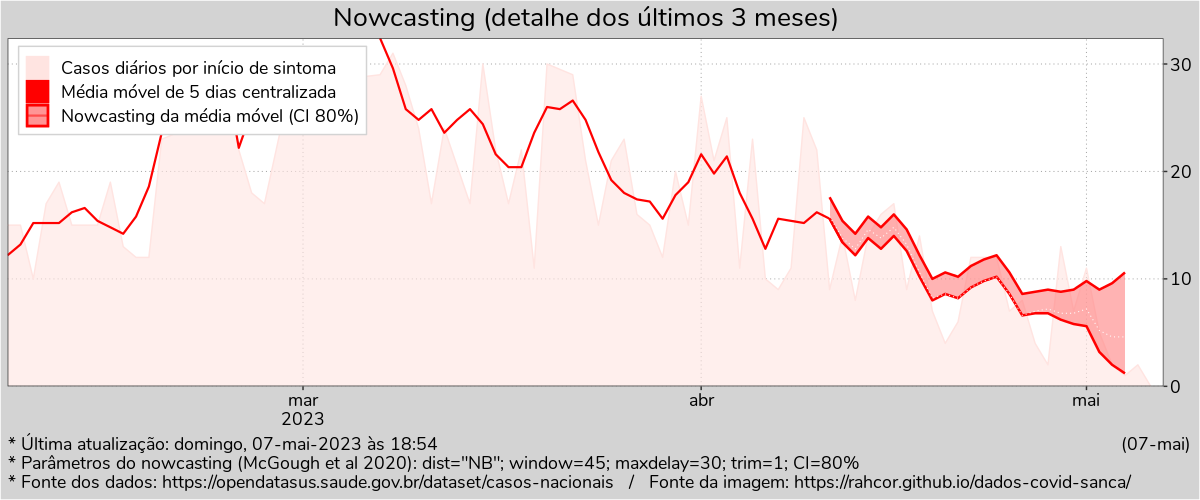 Nowcasting (detalhe dos últimos 3 meses)
Casos diários por início de sintoma
Média móvel de 5 dias centralizada
Nowcasting da média móvel (CI 80%)
30
20
10
0
mar
2023
abr
mai
* Última atualização: domingo, 07-mai-2023 às 18:54
(07-mai)
* Parâmetros do nowcasting (McGough et al 2020): dist="NB"; window=45; maxdelay=30; trim=1; CI=80%
* Fonte dos dados: https://opendatasus.saude.gov.br/dataset/casos-nacionais / Fonte da imagem: https://rahcor.github.io/dados-covid-sanca/